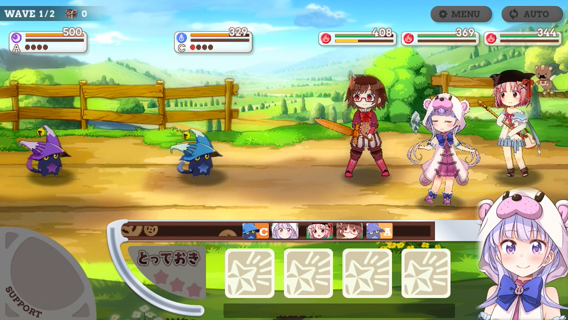 WAVE 1/2 0
MENU
AUTO
500
A
329
C
408
369
344
C
A
とっておき
SUPPORT